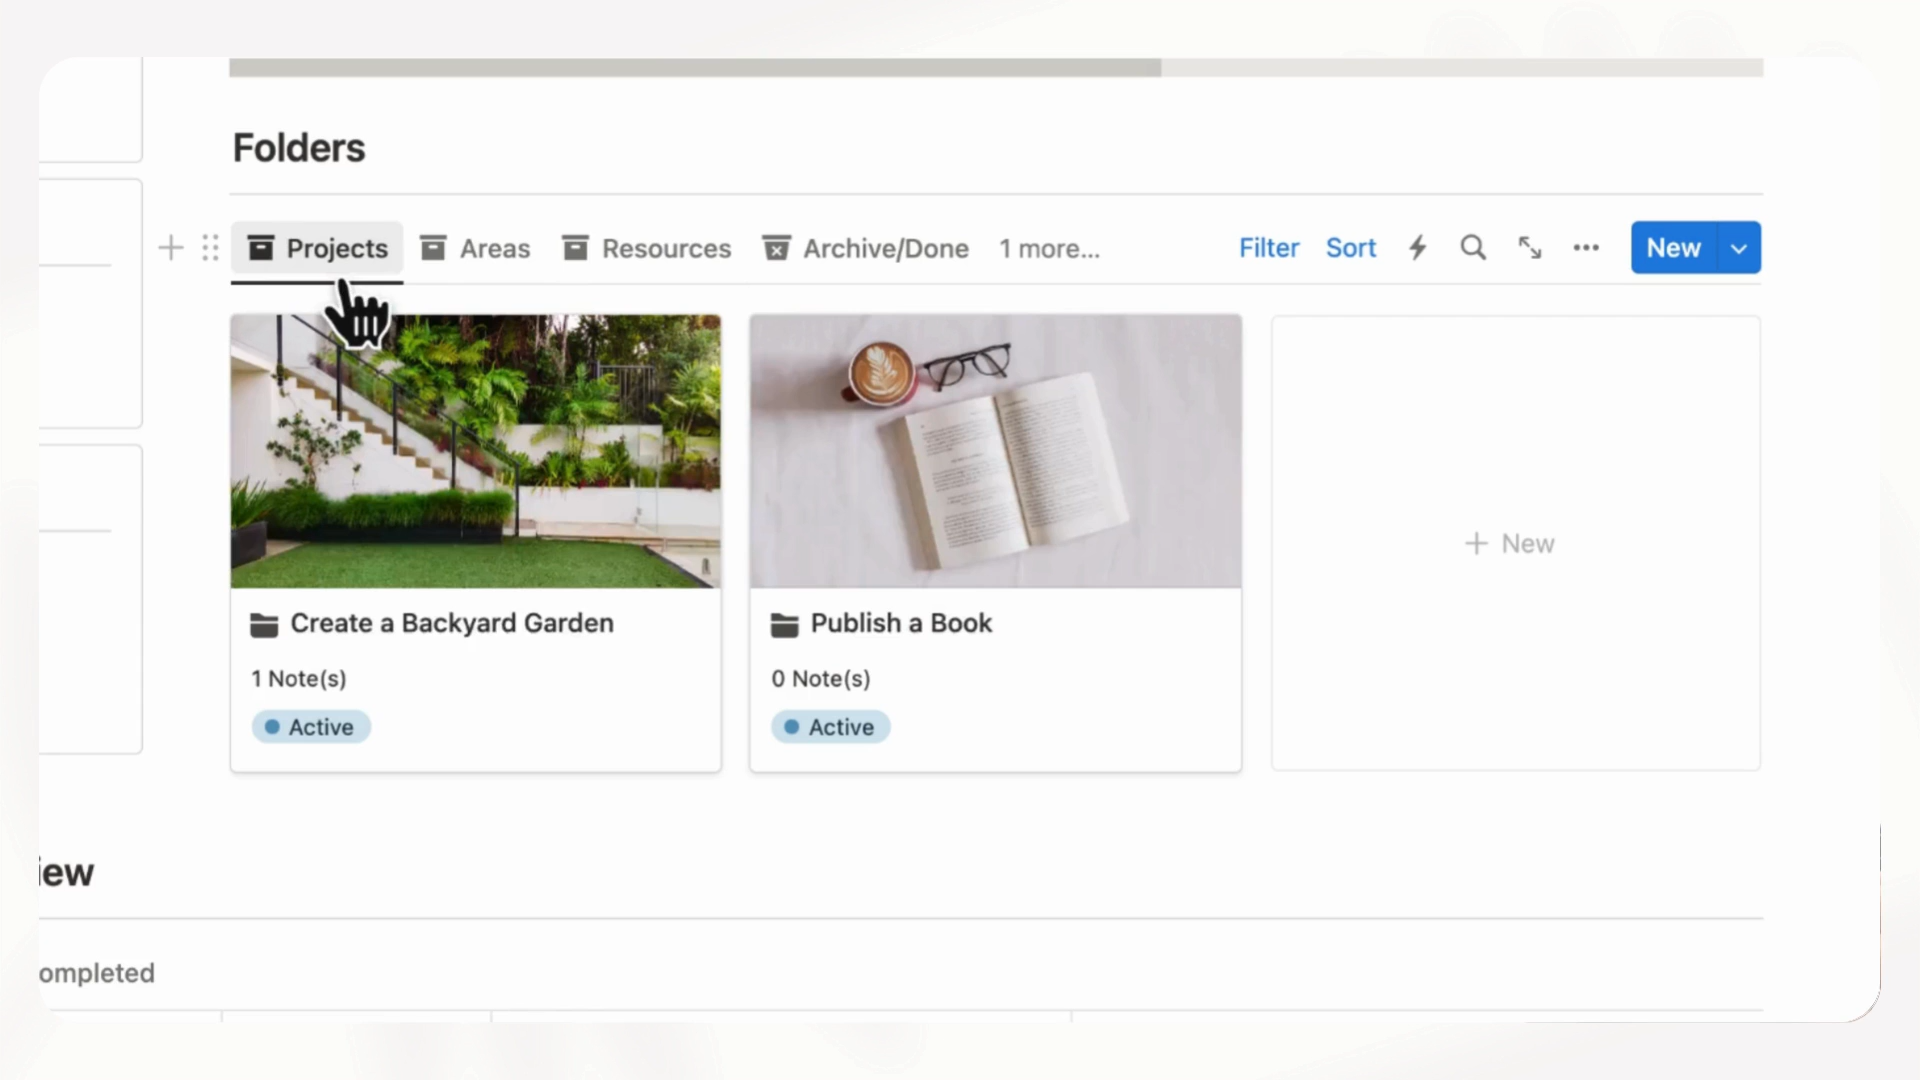 Folders
Projects Areas Resources Archive/Done 1 more... Filter Sort New
Create a Backyard Garden
1 Note(s)
Active
Publish a Book
0 Note(s)
Active
+ New
iew
ompleted